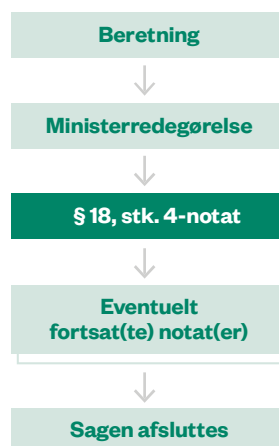 Beretning
Ministerredegørelse
§ 18, stk. 4-notat
Eventuelt
fortsat(te) notat(er)
Sagen afsluttes